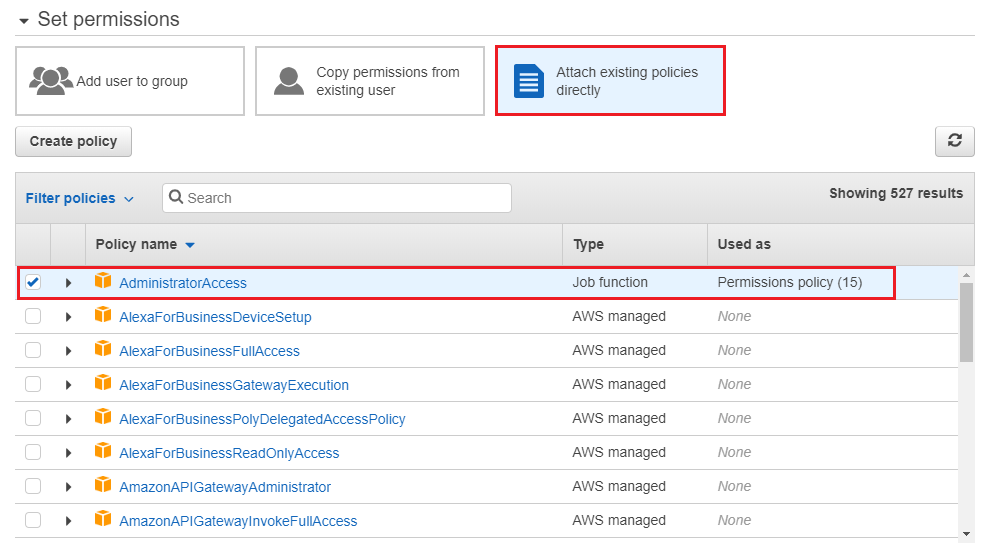 Set permissions
Add user to group
Copy permissions from
existing user
Attach existing policies
directly
Create policy
Filter policies
Search
Showing 527 results
Policy name
Type
Used as
AdministratorAccess
Job function
Permissions policy (15)
AlexaForBusinessDeviceSetup
AWS managed
None
AlexaForBusinessFullAccess
AWS managed
None
AlexaForBusinessGatewayExecution
AWS managed
None
AlexaForBusinessPolyDelegatedAccessPolicy
AWS managed
None
AlexaForBusinessReadOnlyAccess
AWS managed
None
AmazonAPIGatewayAdministrator
AWS managed
None
AmazonAPIGatewayInvokeFullAccess
AWS managed
None